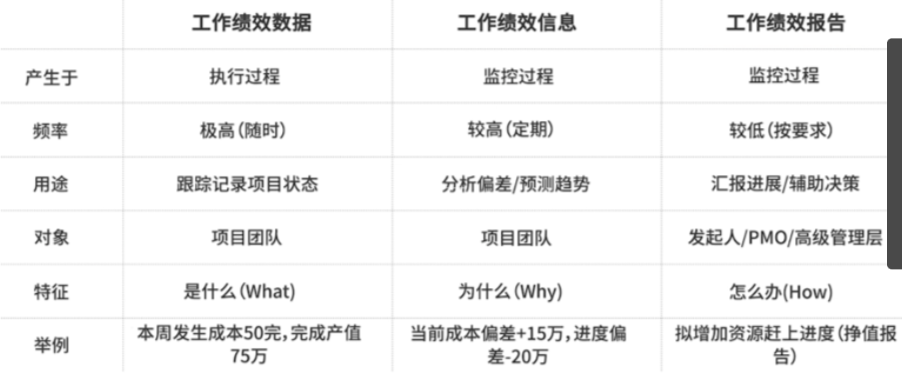 工作绩效数据 工作绩效信息 工作绩效报告
产生于 执行过程 监控过程 监控过程
频率 极高(随时) 较高(定期) 较低(按要求)
用途 跟踪记录项目状态 分析偏差/预测趋势 汇报进展/辅助决策
对象 项目团队 项目团队 发起人/PMO/高级管理层
特征 是什么(What) 为什么(Why) 怎么办(How)
举例 本周发生成本50完,完成产值75万 当前成本偏差+15万,进度偏差-20万 拟增加资源赶上进度(挣值报告)